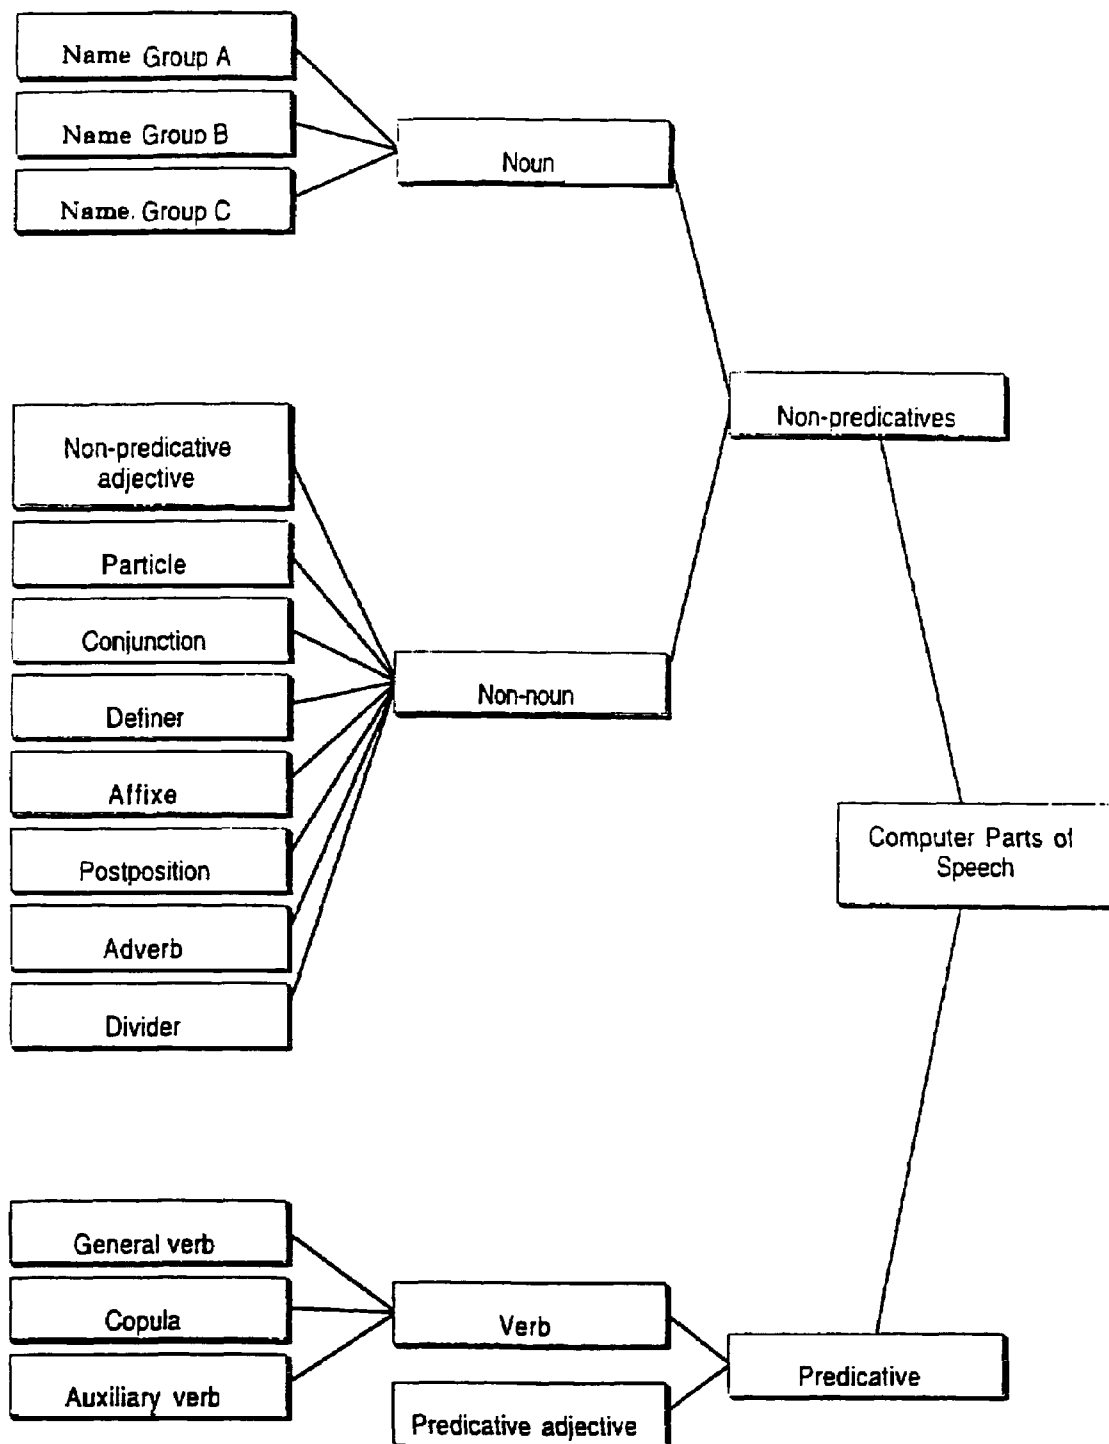 Name Group A
Name Group B
Name. Group C
Noun
Non-predicatives
Non-predicative
adjective
Particle
Conjunction
Definer
Affixe
Postposition
Adverb
Divider
Non-noun
Computer Parts of
Speech
General verb
Copula
Auxiliary verb
Verb
Predicative adjective
Predicative